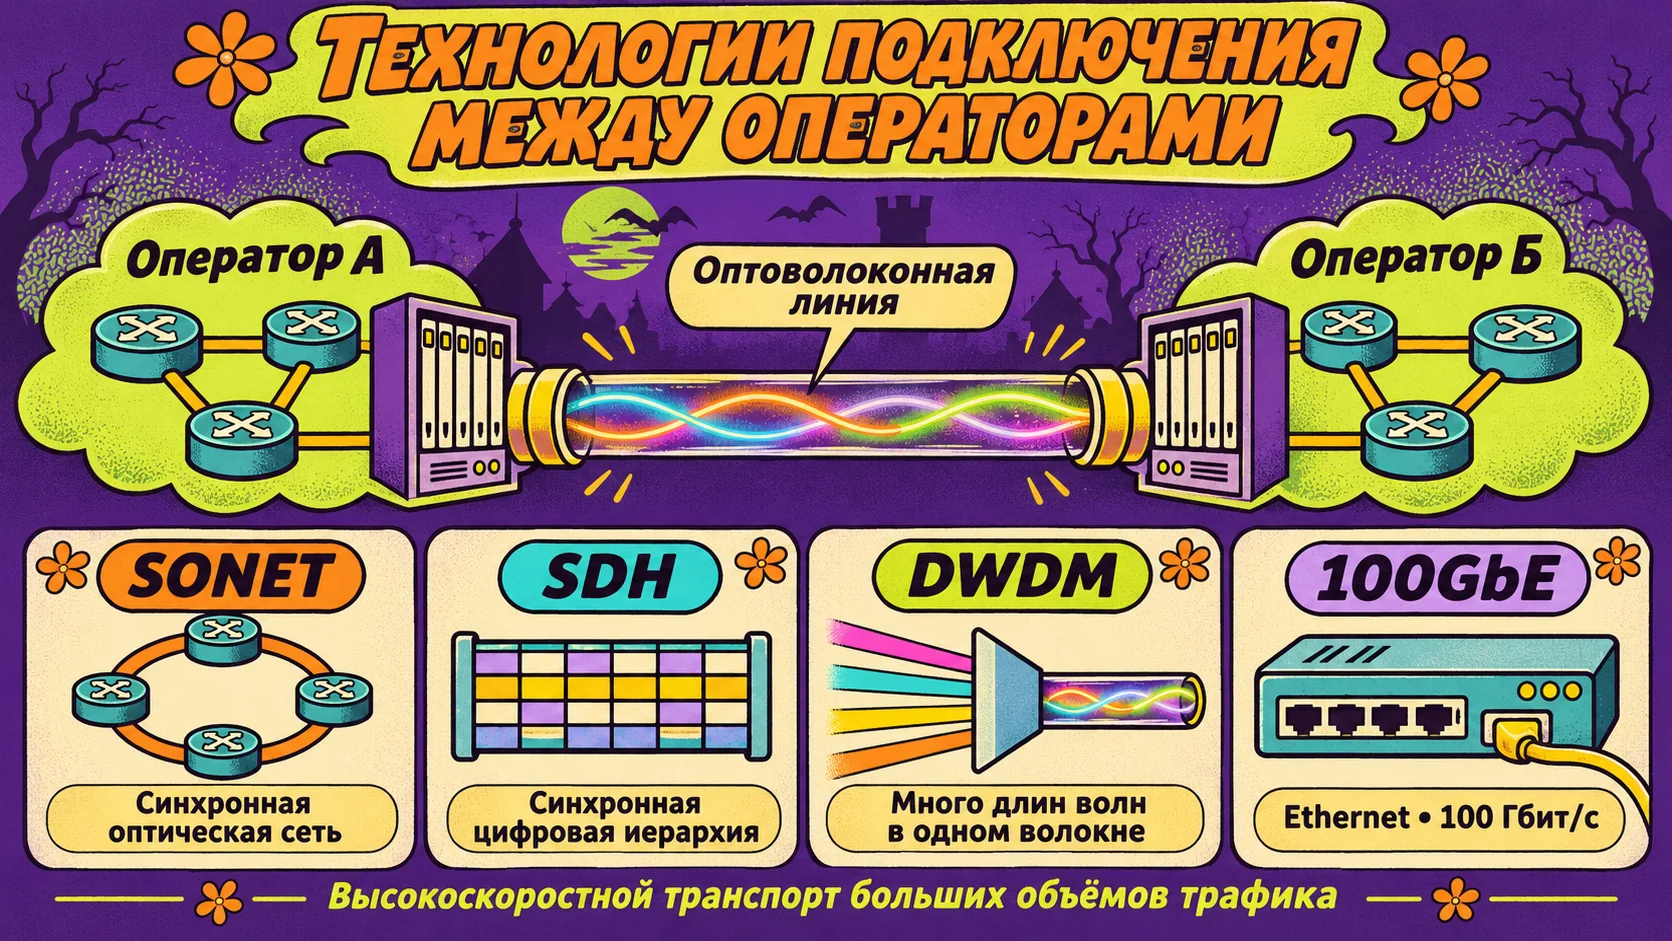 Технологии подключения
между операторами
Оператор А
Оптоволоконная
линия
Оператор Б
SONET
Синхронная
оптическая сеть
SDH
Синхронная
цифровая иерархия
DWDM
Много длин волн
в одном волокне
100GbE
Ethernet • 100 Гбит/с
Высокоскоростной транспорт больших объёмов трафика